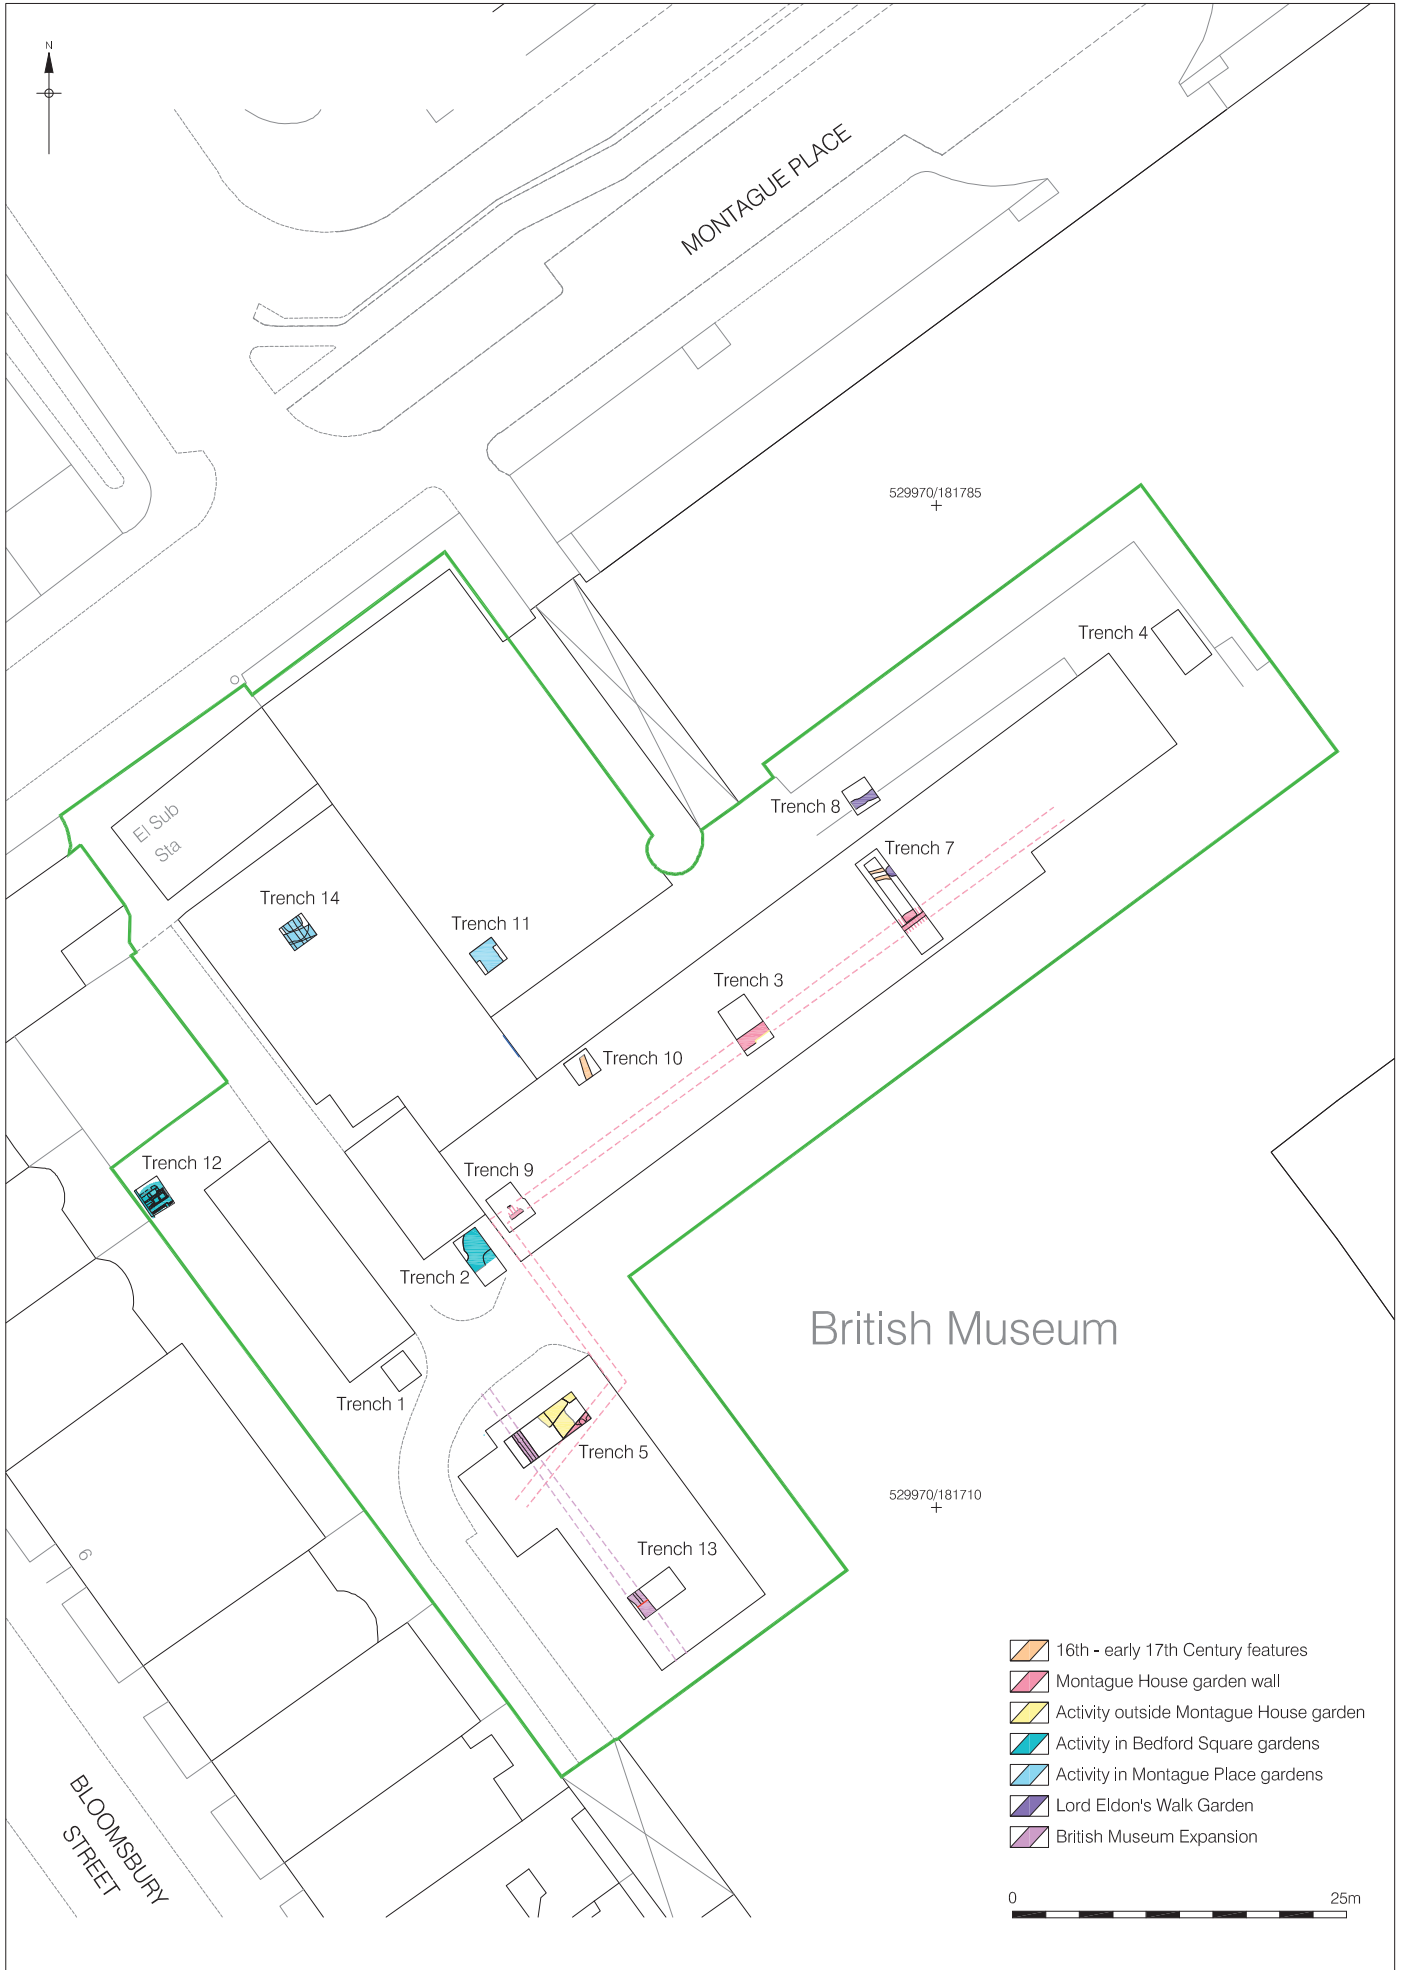 N
MONTAGUE PLACE
529970/181785
Trench 4
Trench 8
El Sub
Sta
Trench 7
Trench 14
Trench 11
Trench 3
Trench 10
Trench 12
Trench 9
Trench 2
British Museum
Trench 1
Trench 5
529970/181710
Trench 13
6
16th - early 17th Century features
Montague House garden wall
Activity outside Montague House garden
Activity in Bedford Square gardens
Activity in Montague Place gardens
Lord Eldon's Walk Garden
British Museum Expansion
BLOOMSBURY
STREET
0 25m